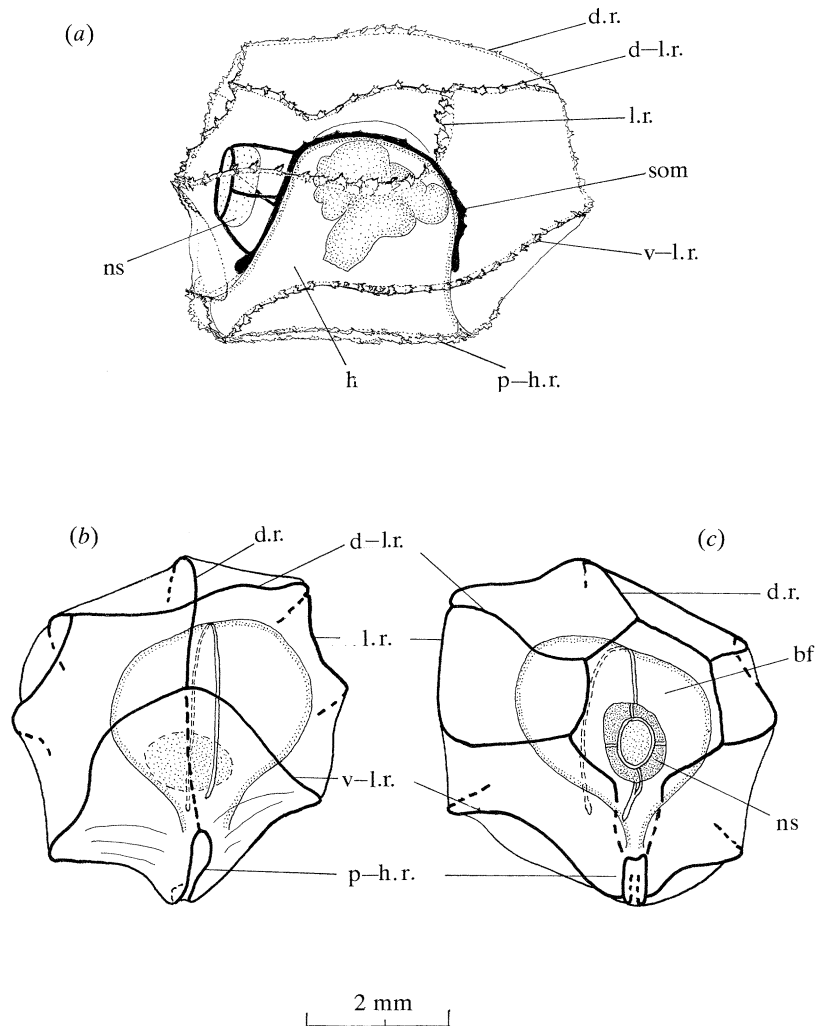 (a)
d.r.
d–l.r.
l.r.
som
v–l.r.
ns
h
p–h.r.
(b)
d.r.
d–l.r.
(c)
d.r.
l.r.
bf
v–l.r.
ns
p–h.r.
2 mm